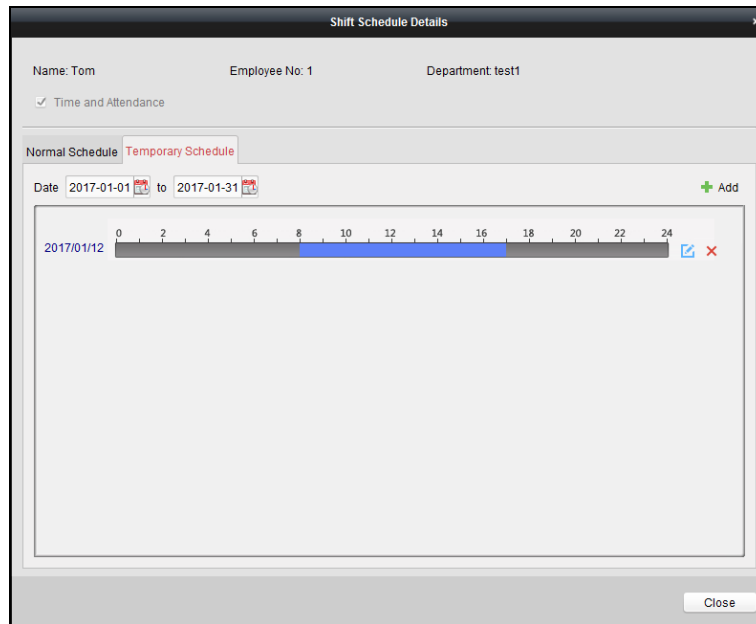 Shift Schedule Details
Name: Tom Employee No: 1 Department: test1
Time and Attendance
Normal Schedule Temporary Schedule
Date 2017-01-01 to 2017-01-31 Add
0 2 4 6 8 10 12 14 16 18 20 22 24
2017/01/12
Close